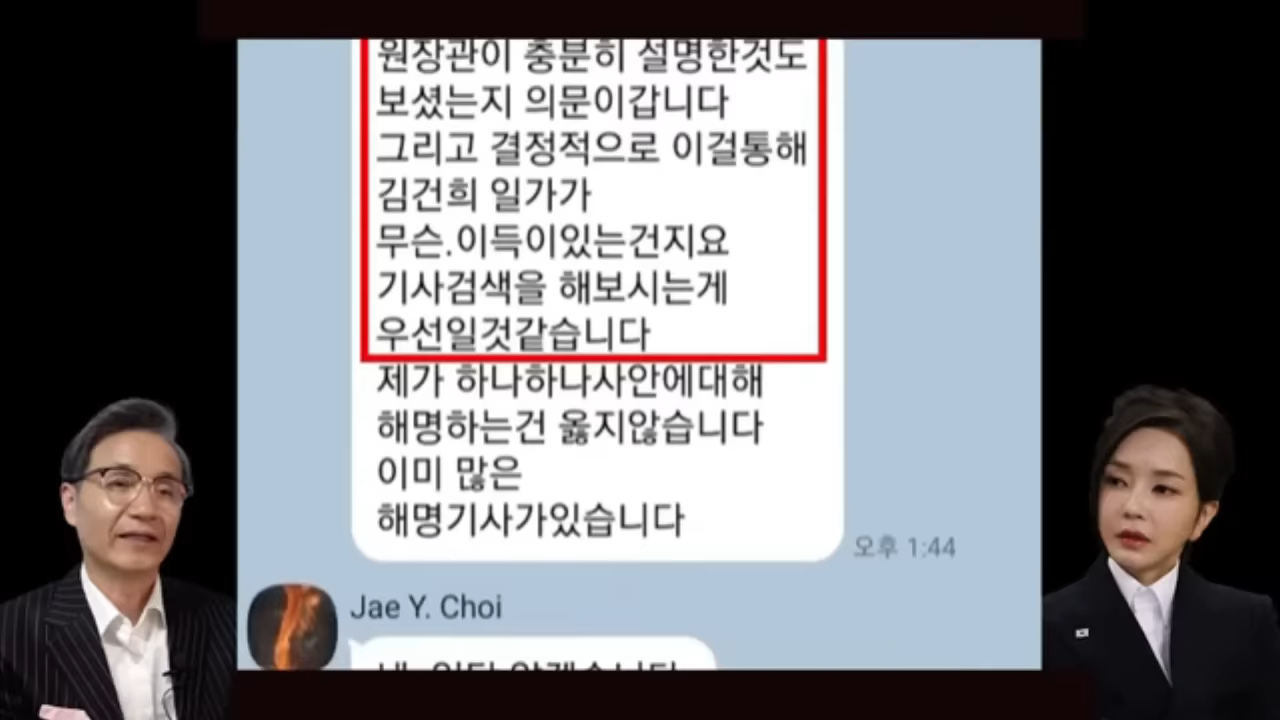 원장관이 충분히 설명한것도
보셨는지 의문이갑니다
그리고 결정적으로 이걸통해
김건희 일가가
무슨.이득이있는건지요
기사검색을 해보시는게
우선일것같습니다
제가 하나하나사안에대해
해명하는건 옳지않습니다
이미 많은
해명기사가있습니다
오후 1:44
Jae Y. Choi